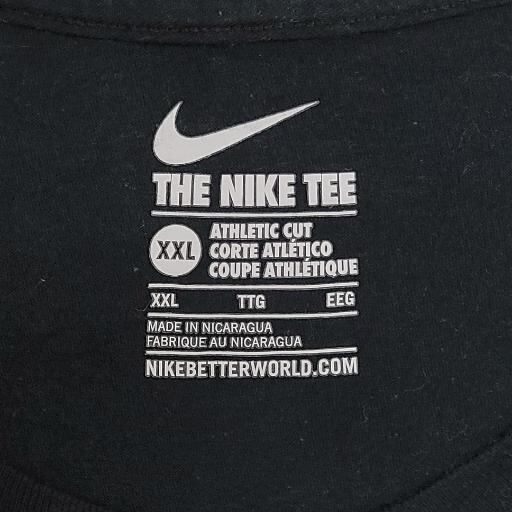 THE NIKE TEE
XXL
ATHLETIC CUT
CORTE ATLÉTICO
COUPE ATHLÉTIQUE
XXL TTG EEG
MADE IN NICARAGUA
FABRIQUE AU NICARAGUA
NIKEBETTERWORLD.COM